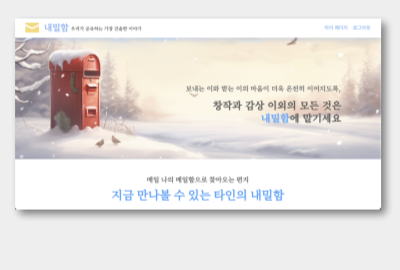 내밀함 우리가 공유하는 가장 진솔한 이야기
마이 페이지 로그아웃
보내는 이와 받는 이의 마음이 더욱 온전히 이어지도록,
창작과 감상 이외의 모든 것은
내밀함에 맡기세요
매일 나의 메일함으로 찾아오는 편지
지금 만나볼 수 있는 타인의 내밀함